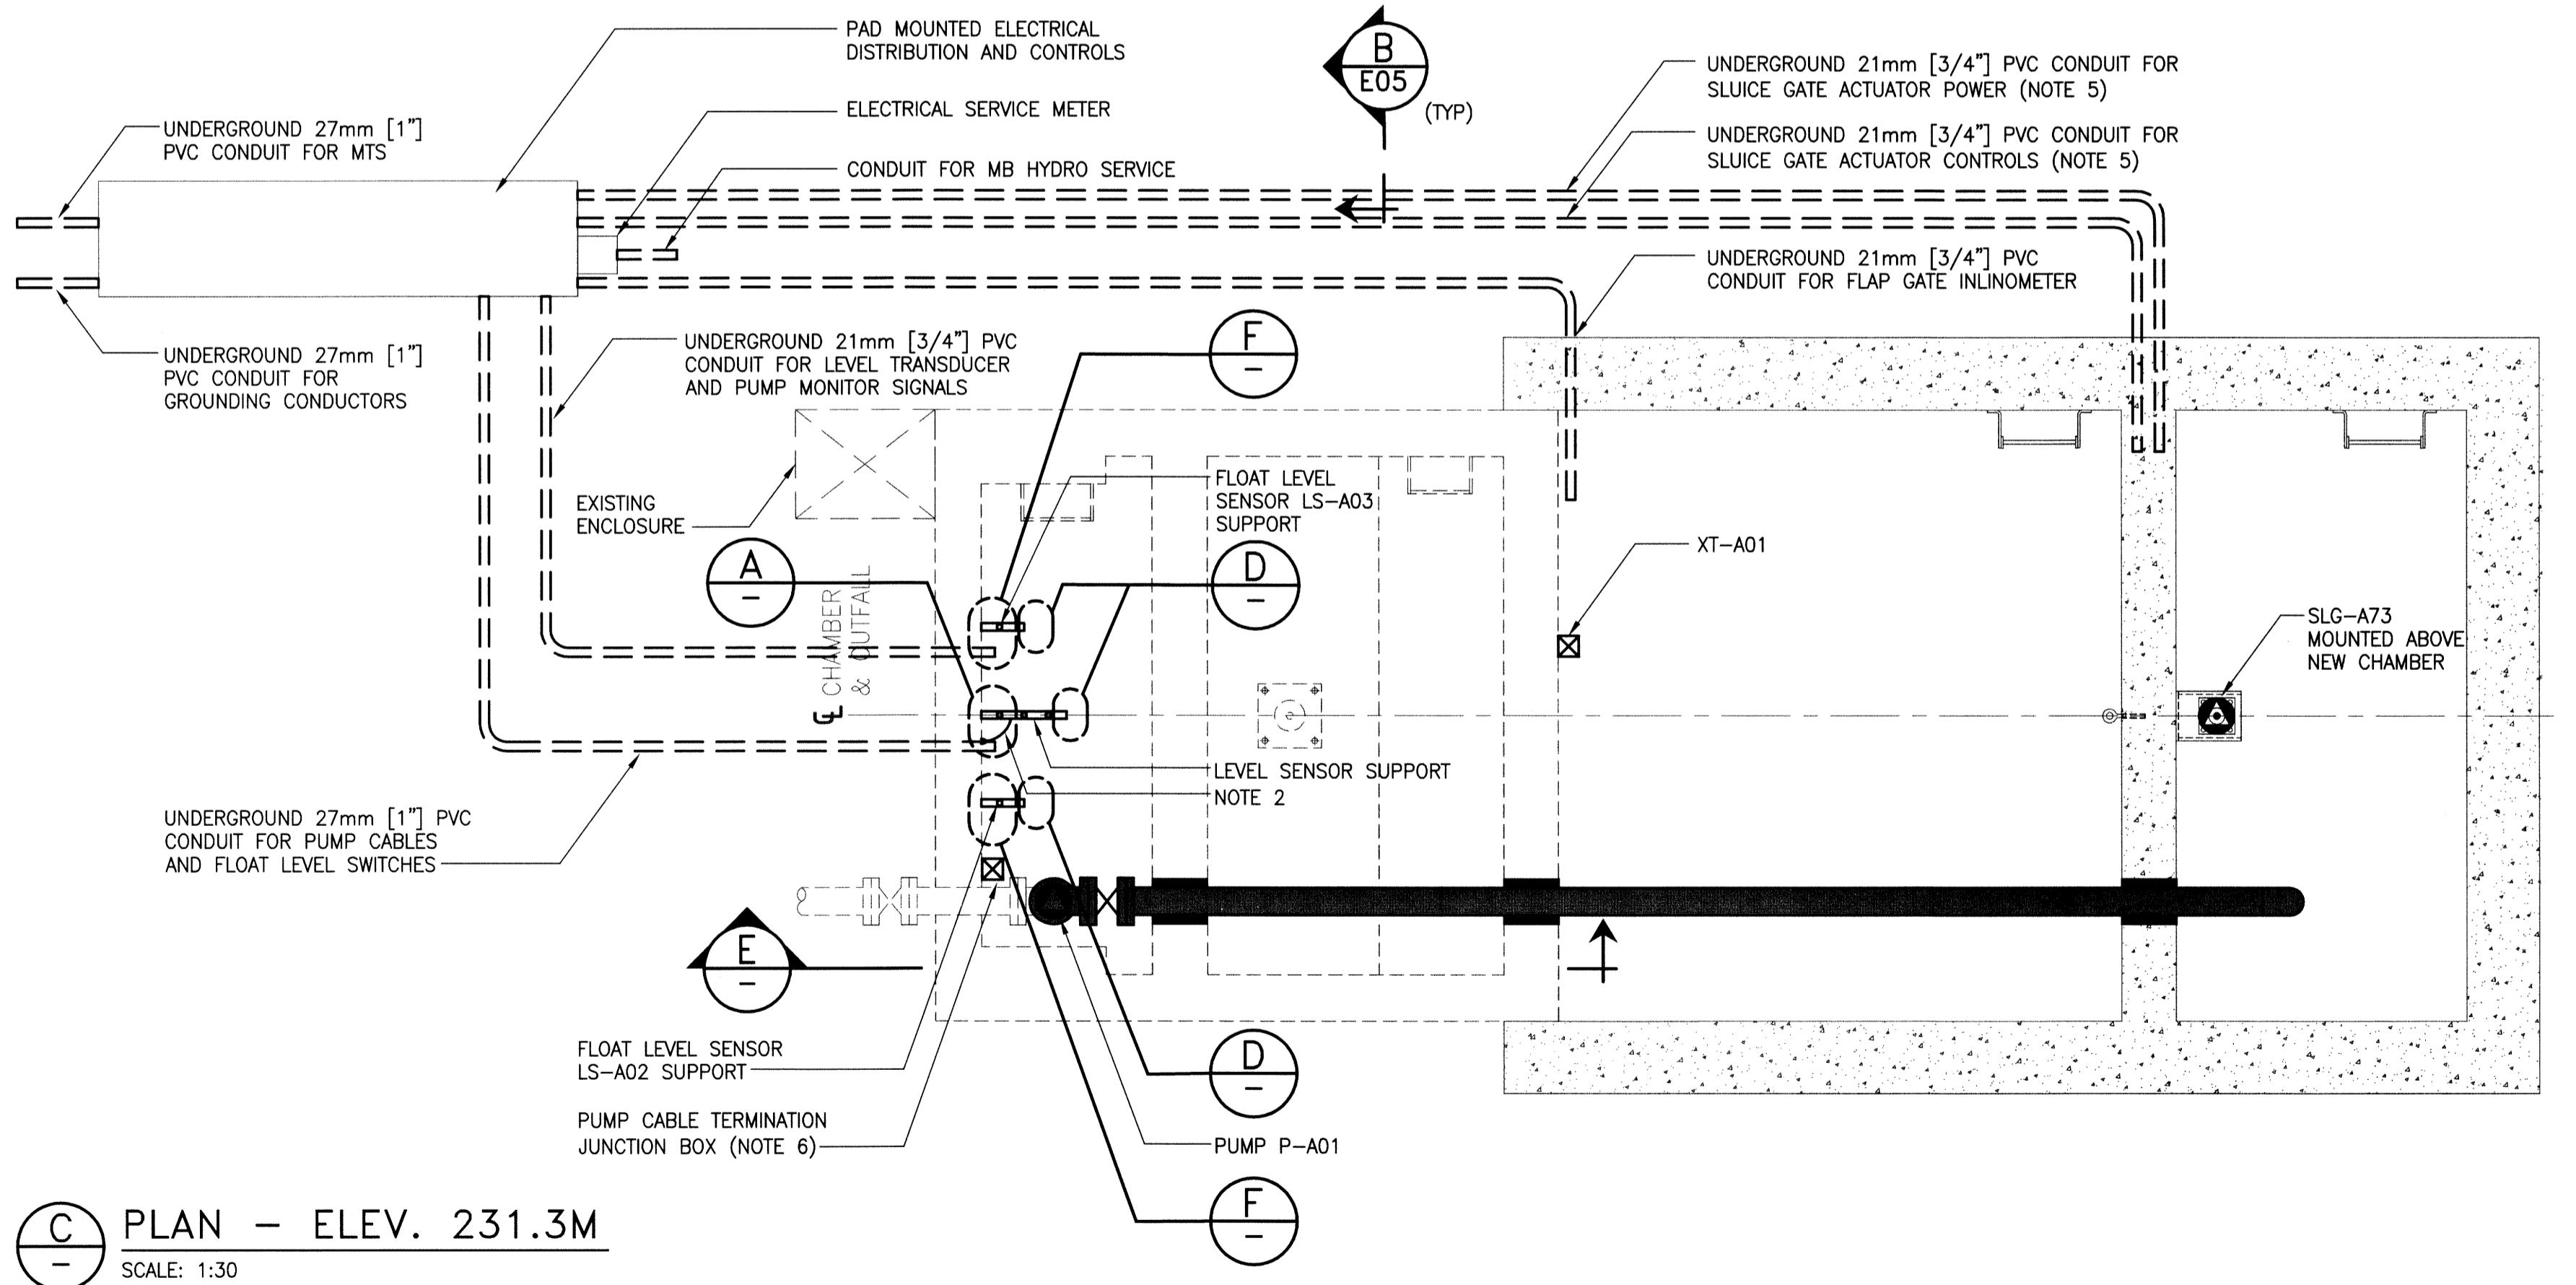 PAD MOUNTED ELECTRICAL
DISTRIBUTION AND CONTROLS
ELECTRICAL SERVICE METER
CONDUIT FOR MB HYDRO SERVICE
B
E05
(TYP)
UNDERGROUND 21mm [3/4"] PVC CONDUIT FOR
SLUICE GATE ACTUATOR POWER (NOTE 5)
UNDERGROUND 21mm [3/4"] PVC CONDUIT FOR
SLUICE GATE ACTUATOR CONTROLS (NOTE 5)
UNDERGROUND 27mm [1"]
PVC CONDUIT FOR MTS
UNDERGROUND 21mm [3/4"] PVC
CONDUIT FOR FLAP GATE INLINOMETER
UNDERGROUND 27mm [1"]
PVC CONDUIT FOR
GROUNDING CONDUCTORS
UNDERGROUND 21mm [3/4"] PVC
CONDUIT FOR LEVEL TRANSDUCER
AND PUMP MONITOR SIGNALS
F
-
EXISTING
ENCLOSURE
FLOAT LEVEL
SENSOR LS-A03
SUPPORT
A
-
D
-
XT-A01
CHAMBER
& OUTFALL
℄
SLG-A73
MOUNTED ABOVE
NEW CHAMBER
LEVEL SENSOR SUPPORT
NOTE 2
UNDERGROUND 27mm [1"] PVC
CONDUIT FOR PUMP CABLES
AND FLOAT LEVEL SWITCHES
E
-
FLOAT LEVEL SENSOR
LS-A02 SUPPORT
D
-
PUMP CABLE TERMINATION
JUNCTION BOX (NOTE 6)
PUMP P-A01
F
-
C
-
PLAN - ELEV. 231.3M
SCALE: 1:30